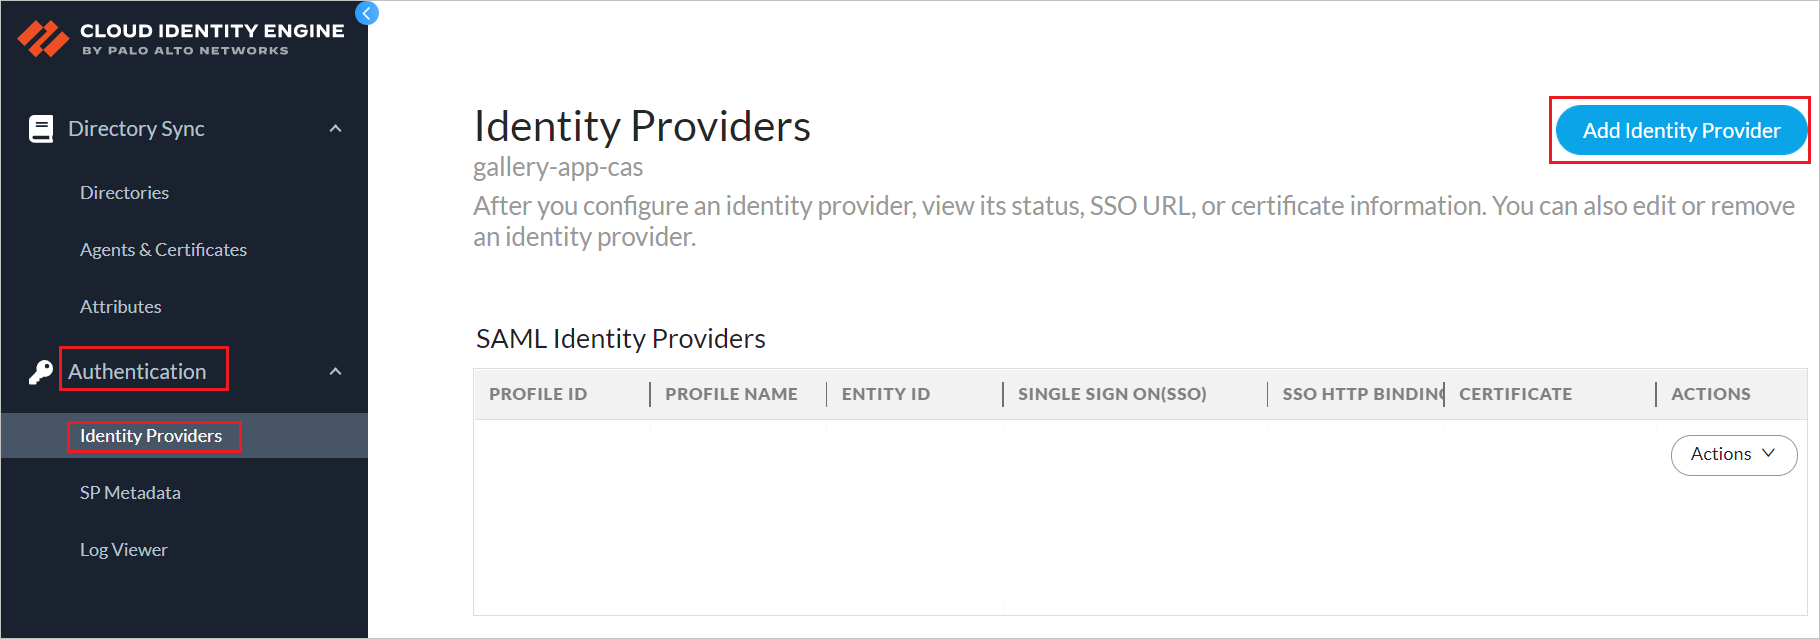 CLOUD IDENTITY ENGINE
BY PALO ALTO NETWORKS
Directory Sync
Directories
Agents & Certificates
Attributes
Authentication
Identity Providers
SP Metadata
Log Viewer
Identity Providers
Add Identity Provider
gallery-app-cas
After you configure an identity provider, view its status, SSO URL, or certificate information. You can also edit or remove
an identity provider.
SAML Identity Providers
PROFILE ID PROFILE NAME ENTITY ID SINGLE SIGN ON(SSO) SSO HTTP BINDING CERTIFICATE ACTIONS
Actions